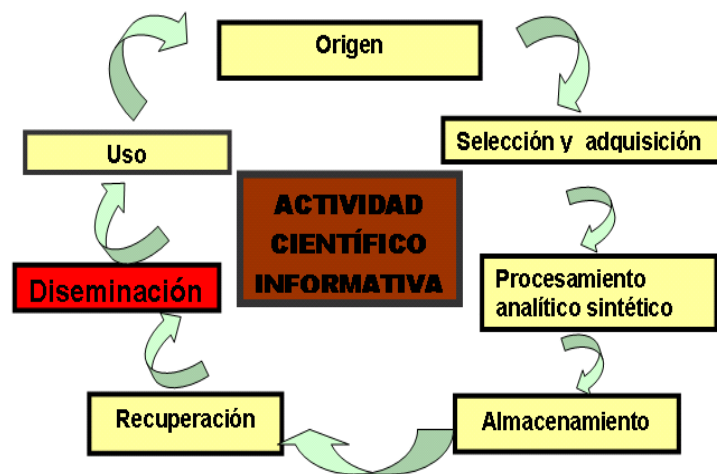 Origen
Selección y adquisición
Procesamiento
analítico sintético
Almacenamiento
Recuperación
Diseminación
Uso
ACTIVIDAD
CIENTÍFICO
INFORMATIVA